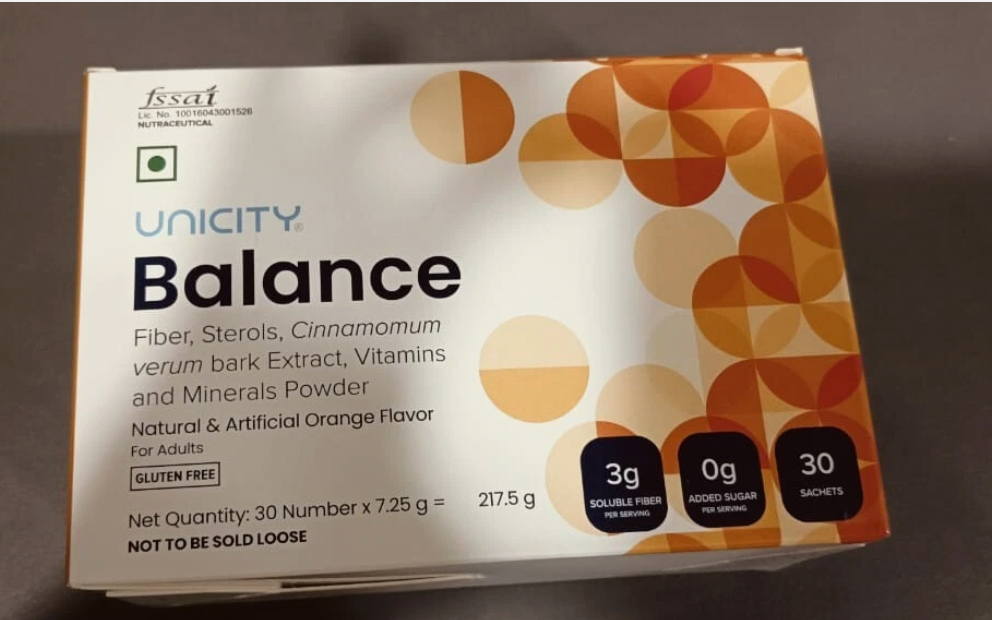 fssai
Lic. No. 10016043001526
NUTRACEUTICAL
UNICITY®
Balance
Fiber, Sterols, Cinnamomum
verum bark Extract, Vitamins
and Minerals Powder
Natural & Artificial Orange Flavor
For Adults
GLUTEN FREE
Net Quantity: 30 Number x 7.25 g = 217.5 g
NOT TO BE SOLD LOOSE
3g
SOLUBLE FIBER
PER SERVING
0g
ADDED SUGAR
PER SERVING
30
SACHETS